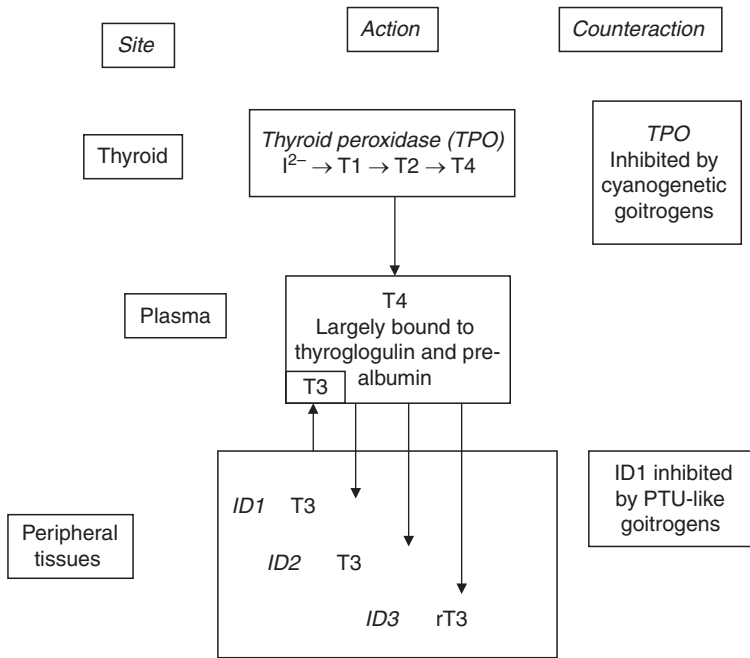 Site
Action
Counteraction
Thyroid
Thyroid peroxidase (TPO)
I²⁻ → T1 → T2 → T4
TPO
Inhibited by
cyanogenetic
goitrogens
Plasma
T4
Largely bound to
thyroglogulin and pre-
albumin
T3
Peripheral
tissues
ID1 T3
ID2 T3
ID3 rT3
ID1 inhibited
by PTU-like
goitrogens